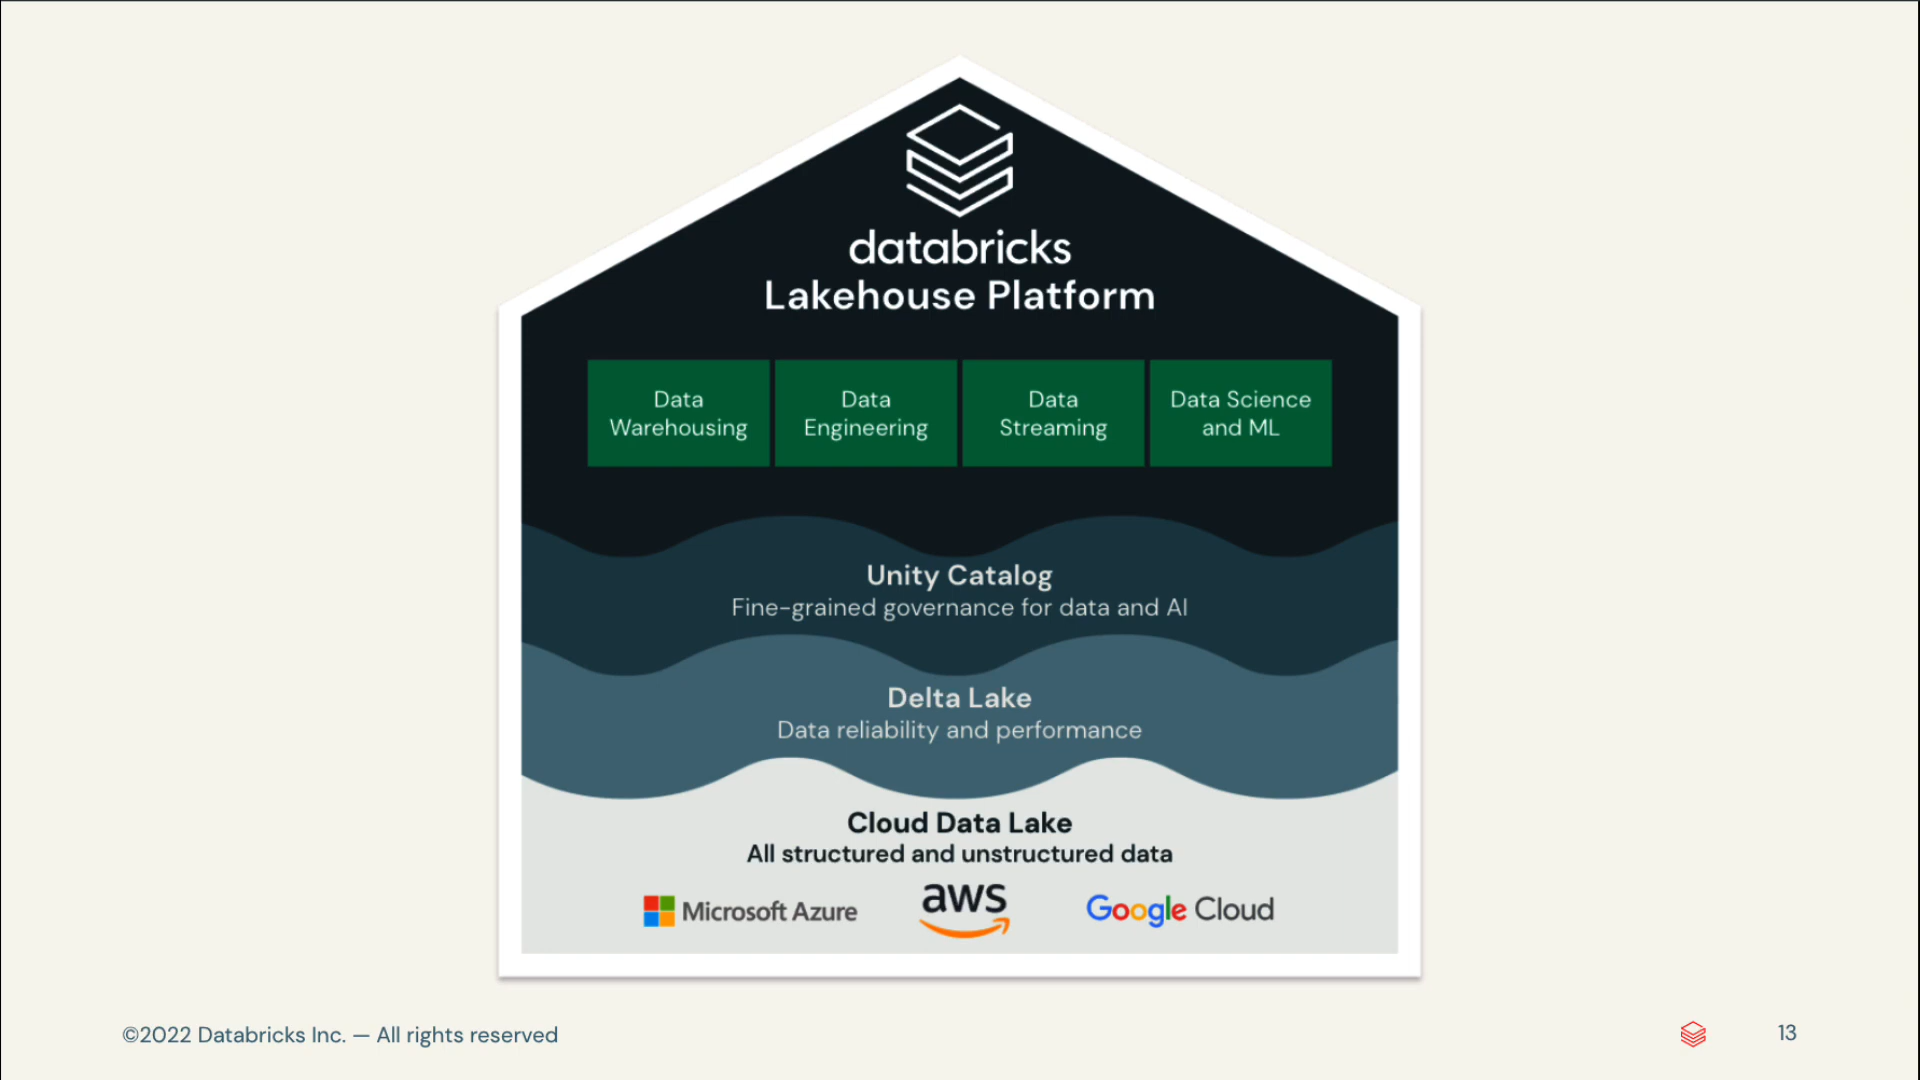 databricks
Lakehouse Platform
Data
Warehousing
Data
Engineering
Data
Streaming
Data Science
and ML
Unity Catalog
Fine-grained governance for data and AI
Delta Lake
Data reliability and performance
Cloud Data Lake
All structured and unstructured data
Microsoft Azure
aws
Google Cloud
©2022 Databricks Inc. — All rights reserved
13